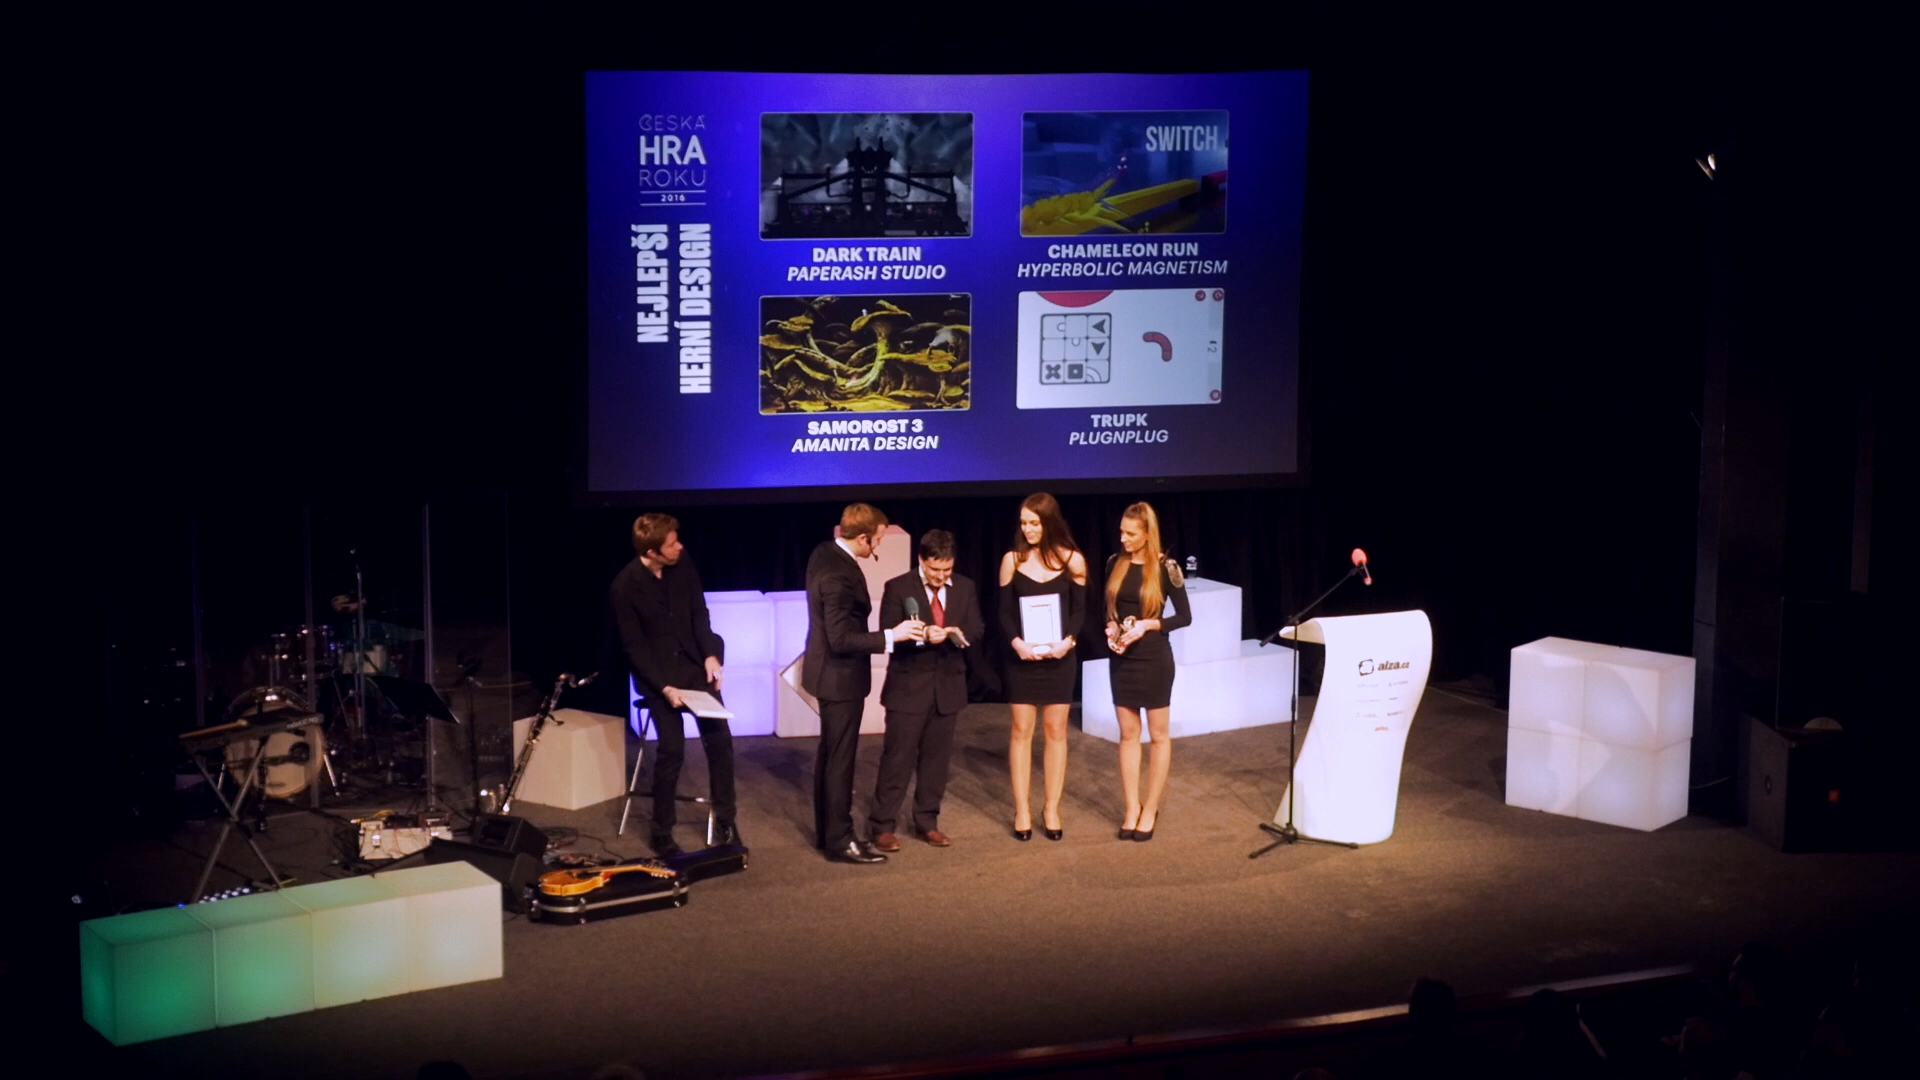 ČESKÁ
HRA
ROKU
2016
NEJLEPŠÍ
HERNÍ DESIGN
DARK TRAIN
PAPERASH STUDIO
SWITCH
CHAMELEON RUN
HYPERBOLIC MAGNETISM
SAMOROST 3
AMANITA DESIGN
TRUPK
PLUGNPLUG
alza.cz